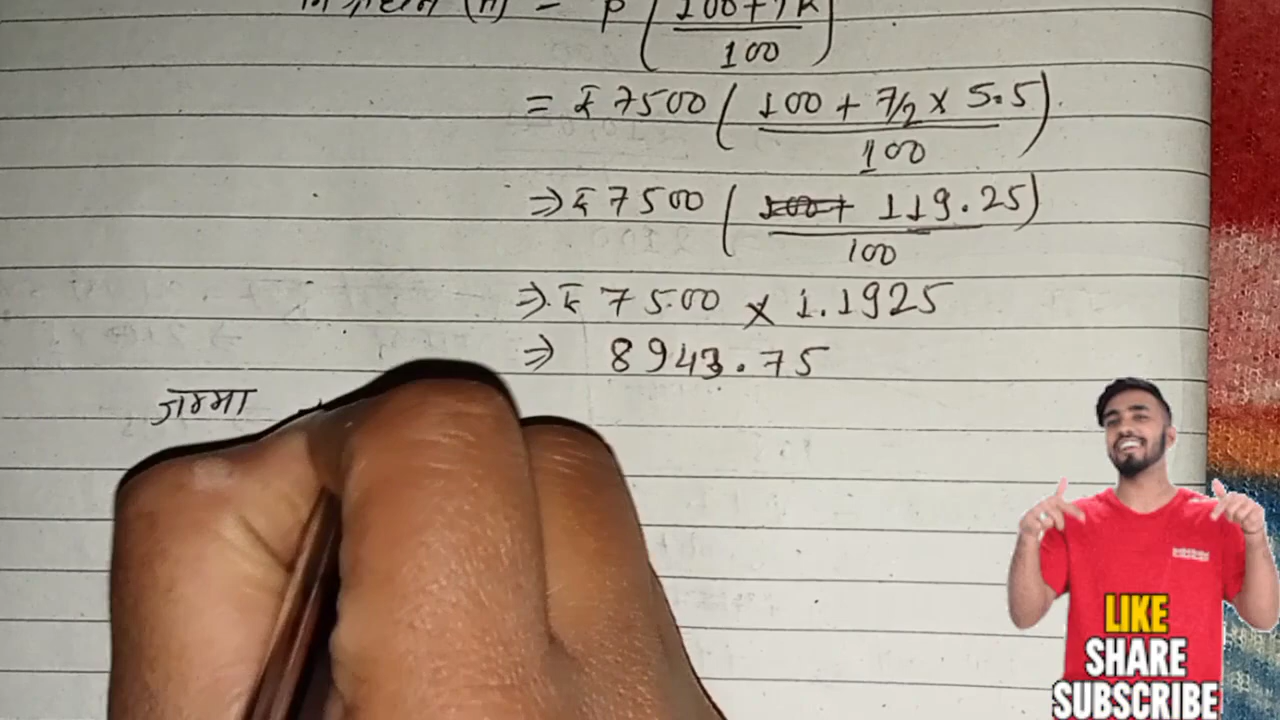 (A) = P (100+TR
100
= ₹ 7500 ( 100 + 7/2 × 5.5 ).
100
⇒ ₹ 7500 ( 100+ 119.25 )
100
⇒ ₹ 7500 × 1.1925
⇒ 8943.75
जम्मा
LIKE
SHARE
SUBSCRIBE